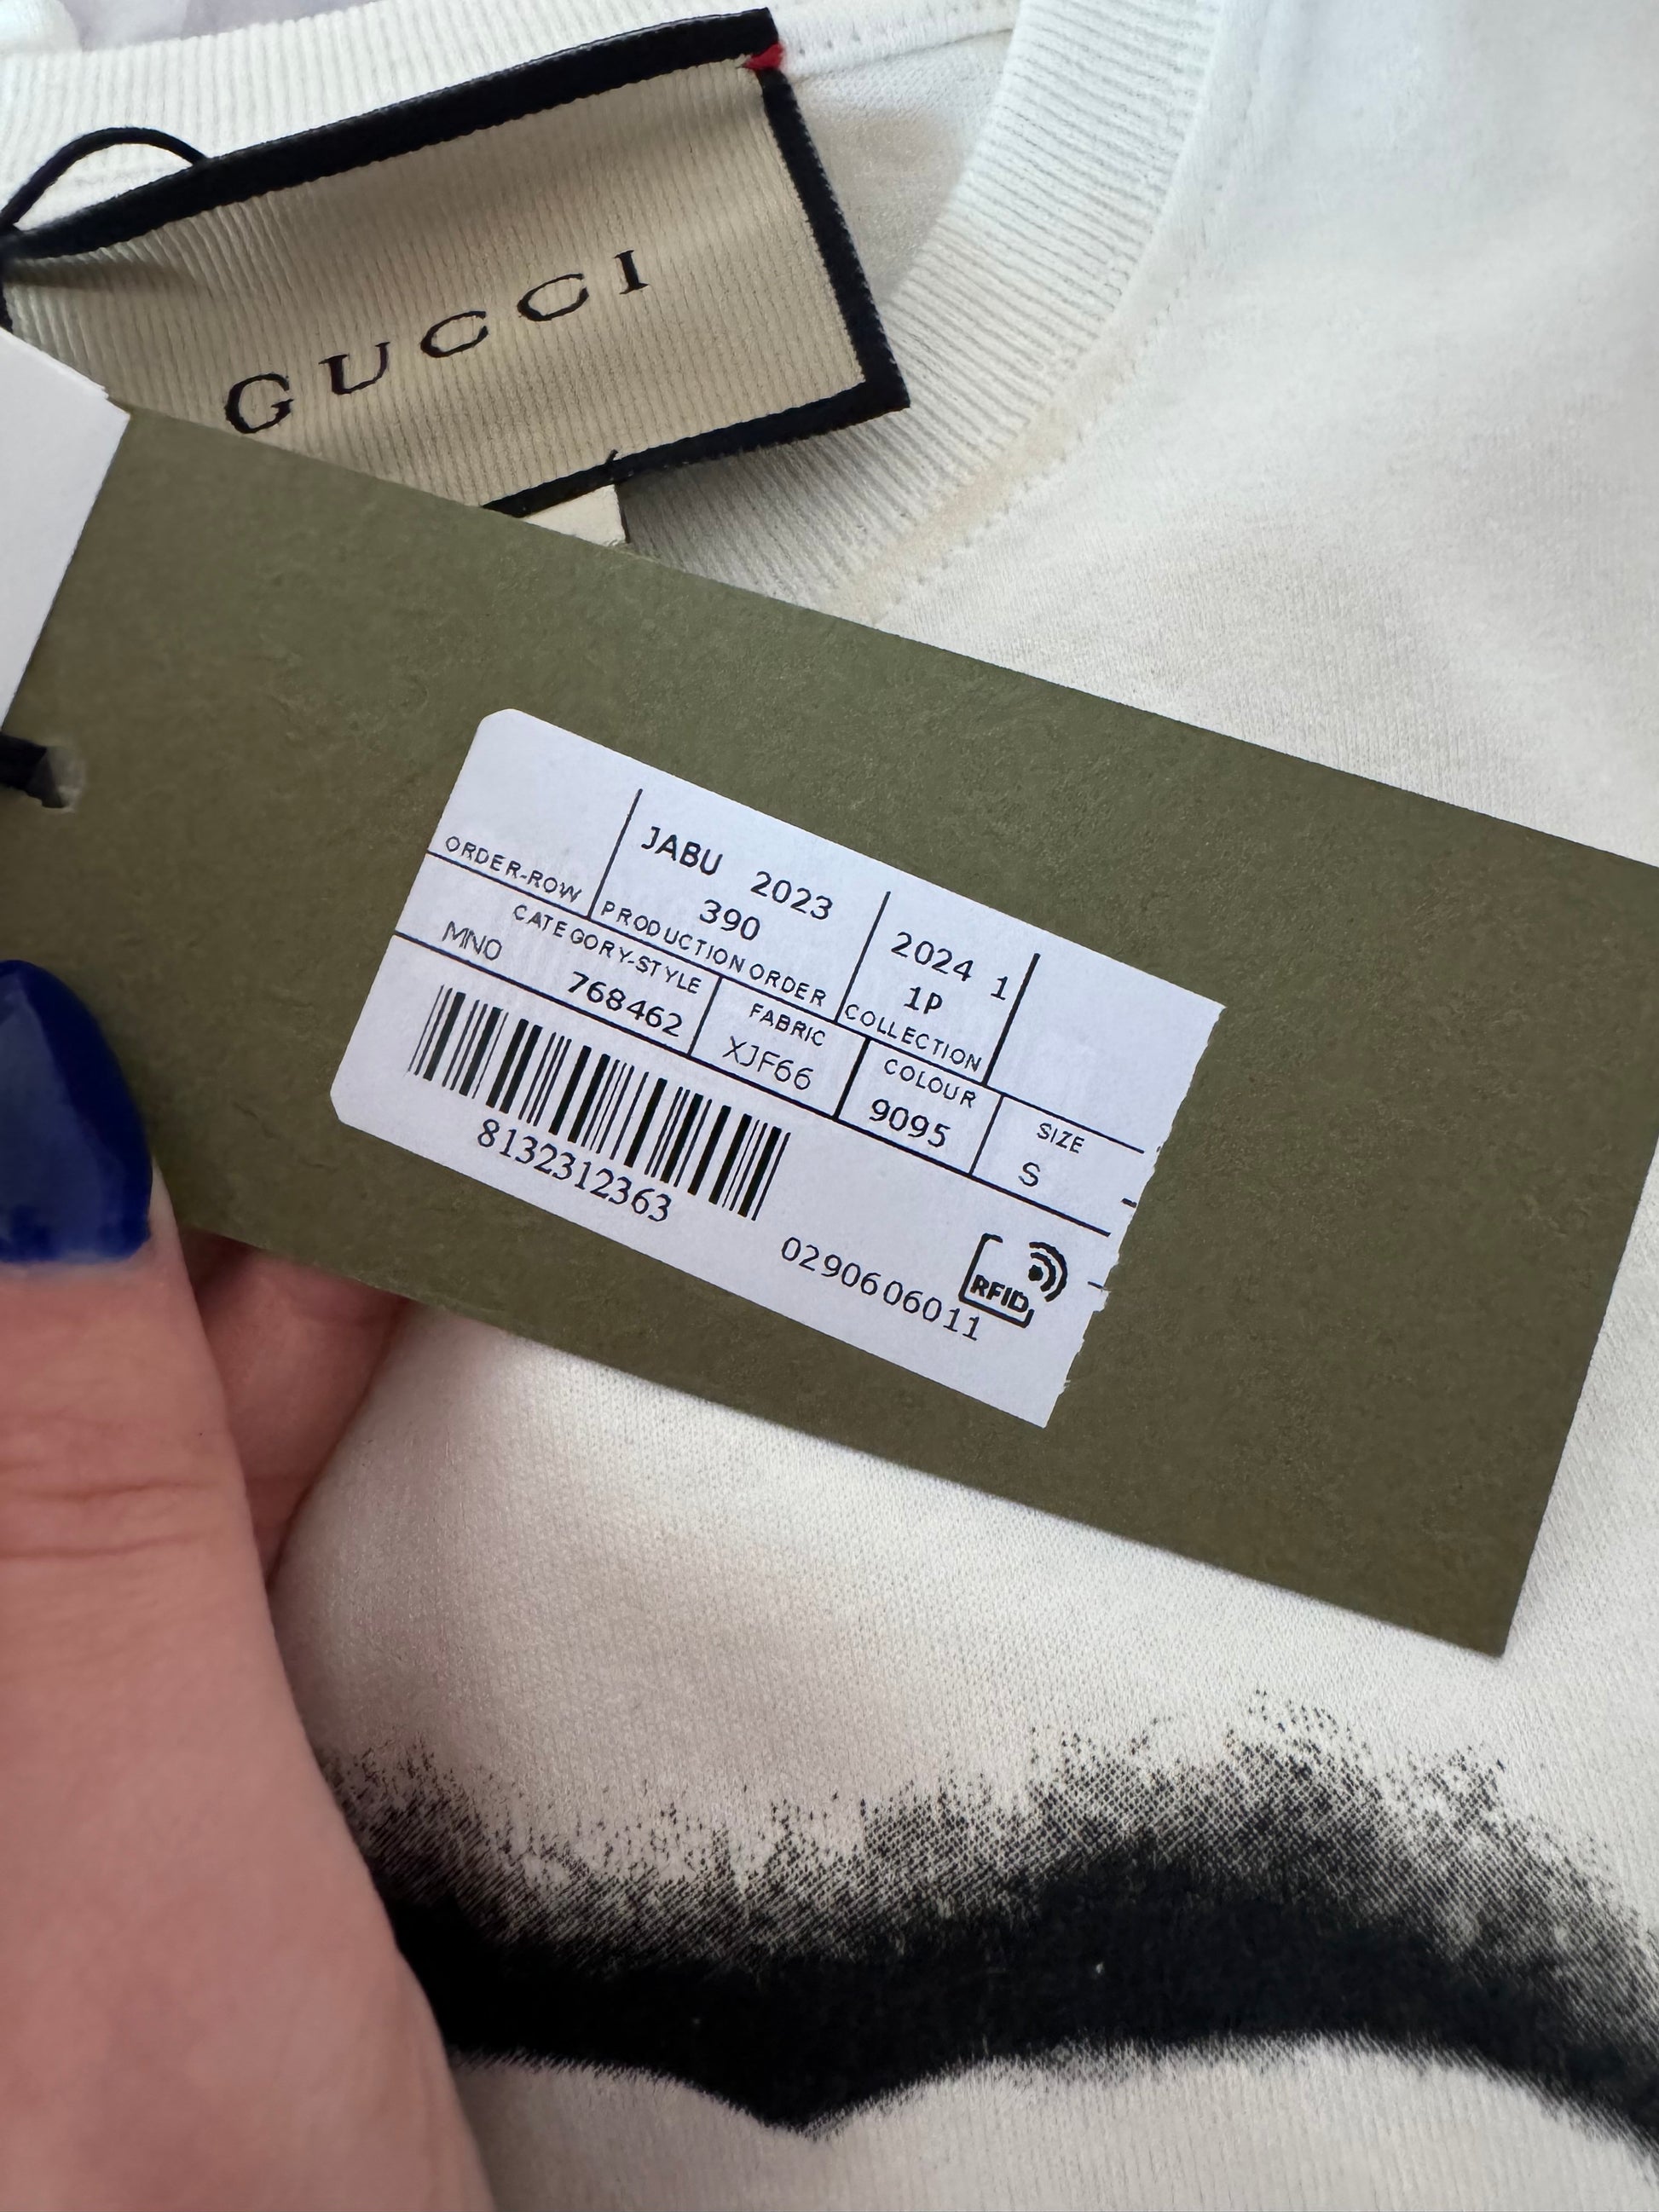 GUCCI
JABU 2023
390
2024 1
1P
ORDER-ROW
PRODUCTION ORDER
COLLECTION
CATEGORY-STYLE
FABRIC
COLOUR
SIZE
MNO
768462
XJF66
9095
S
8132312363
0290606011
RFID